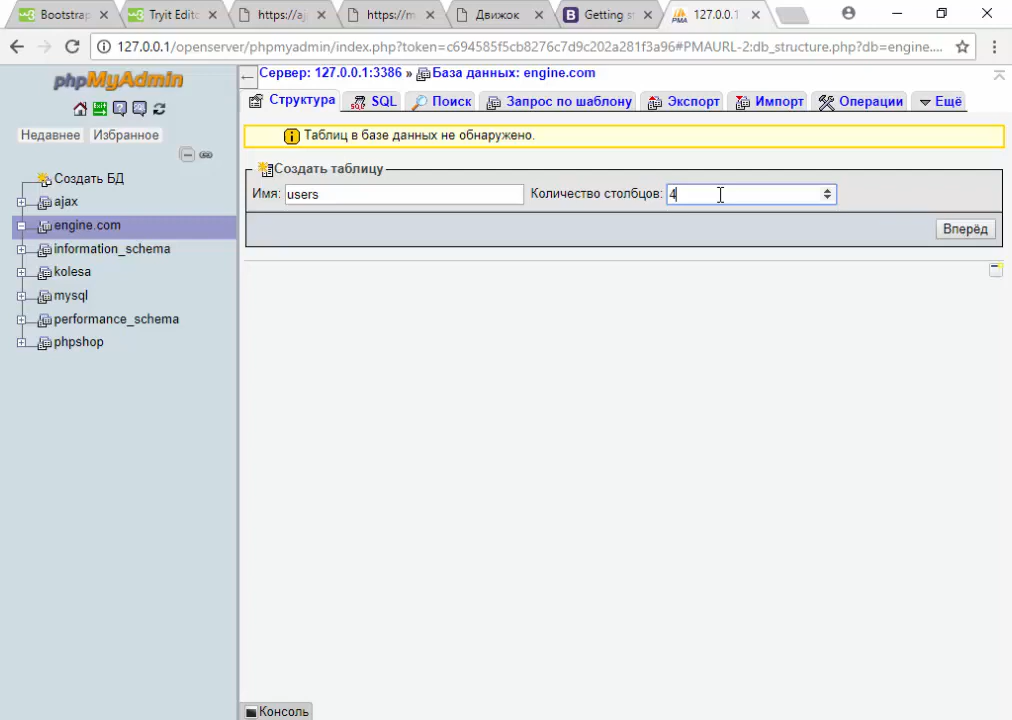 Bootstrap
Tryit Edito
https://aj
https://m
Движок
Getting st
127.0.0.1
127.0.0.1/openserver/phpmyadmin/index.php?token=c694585f5cb8276c7d9c202a281f3a96#PMAURL-2:db_structure.php?db=engine....
phpMyAdmin
Недавнее Избранное
Создать БД
ajax
engine.com
information_schema
kolesa
mysql
performance_schema
phpshop
Сервер: 127.0.0.1:3386 » База данных: engine.com
Структура SQL Поиск Запрос по шаблону Экспорт Импорт Операции Ещё
Таблиц в базе данных не обнаружено.
Создать таблицу
Имя: users Количество столбцов: 4
Вперёд
Консоль